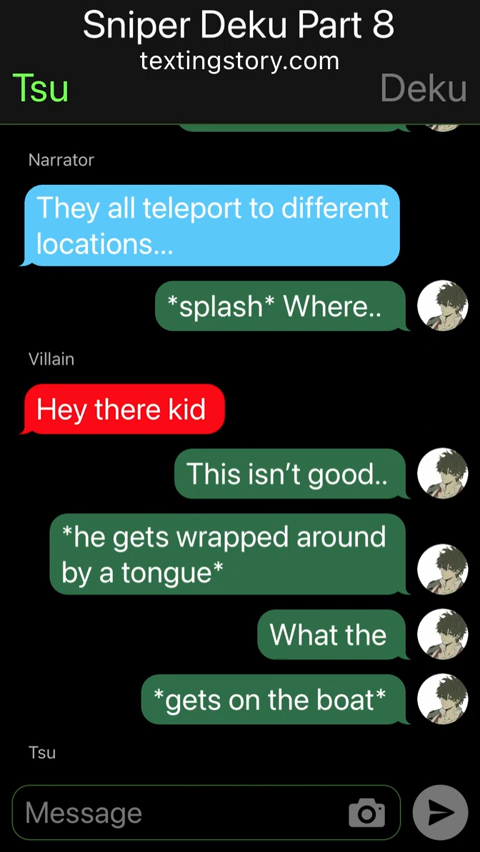 Sniper Deku Part 8
textingstory.com
Tsu
Deku
Narrator
They all teleport to different
locations...
*splash* Where..
Villain
Hey there kid
This isn’t good..
*he gets wrapped around
by a tongue*
What the
*gets on the boat*
Tsu
Message